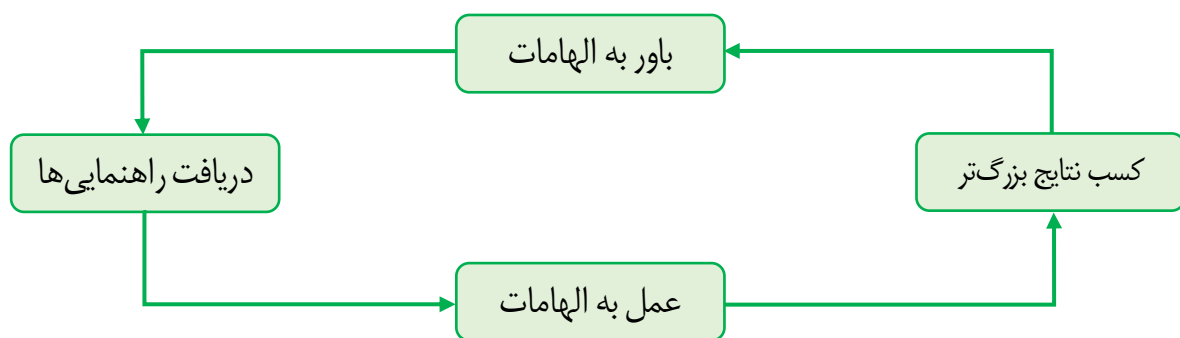 باور به الهامات
دریافت راهنمایی‌ها
کسب نتایج بزرگ‌تر
عمل به الهامات